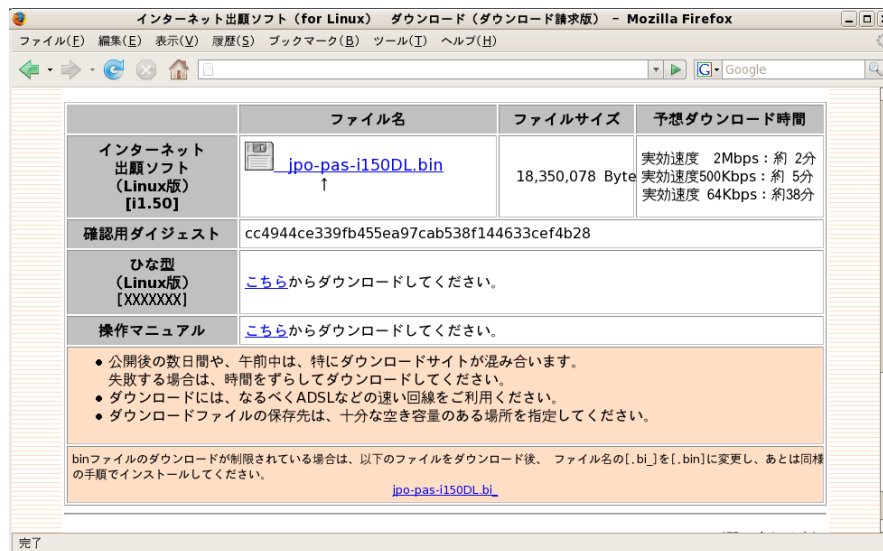 インターネット出願ソフト（for Linux） ダウンロード（ダウンロード請求版） - Mozilla Firefox
ファイル(F) 編集(E) 表示(V) 履歴(S) ブックマーク(B) ツール(T) ヘルプ(H)
G Google
ファイル名 ファイルサイズ 予想ダウンロード時間
インターネット
出願ソフト
（Linux版）
[i1.50]
jpo-pas-i150DL.bin
↑
18,350,078 Byte
実効速度 2Mbps：約 2分
実効速度500Kbps：約 5分
実効速度 64Kbps：約38分
確認用ダイジェスト cc4944ce339fb455ea97cab538f144633cef4b28
ひな型
（Linux版）
[XXXXXXX]
こちらからダウンロードしてください。
操作マニュアル こちらからダウンロードしてください。
● 公開後の数日間や、午前中は、特にダウンロードサイトが混み合います。
失敗する場合は、時間をずらしてダウンロードしてください。
● ダウンロードには、なるべくADSLなどの速い回線をご利用ください。
● ダウンロードファイルの保存先は、十分な空き容量のある場所を指定してください。
binファイルのダウンロードが制限されている場合は、以下のファイルをダウンロード後、 ファイル名の[.bi_]を[.bin]に変更し、あとは同様
の手順でインストールしてください。
jpo-pas-i150DL.bi_
完了